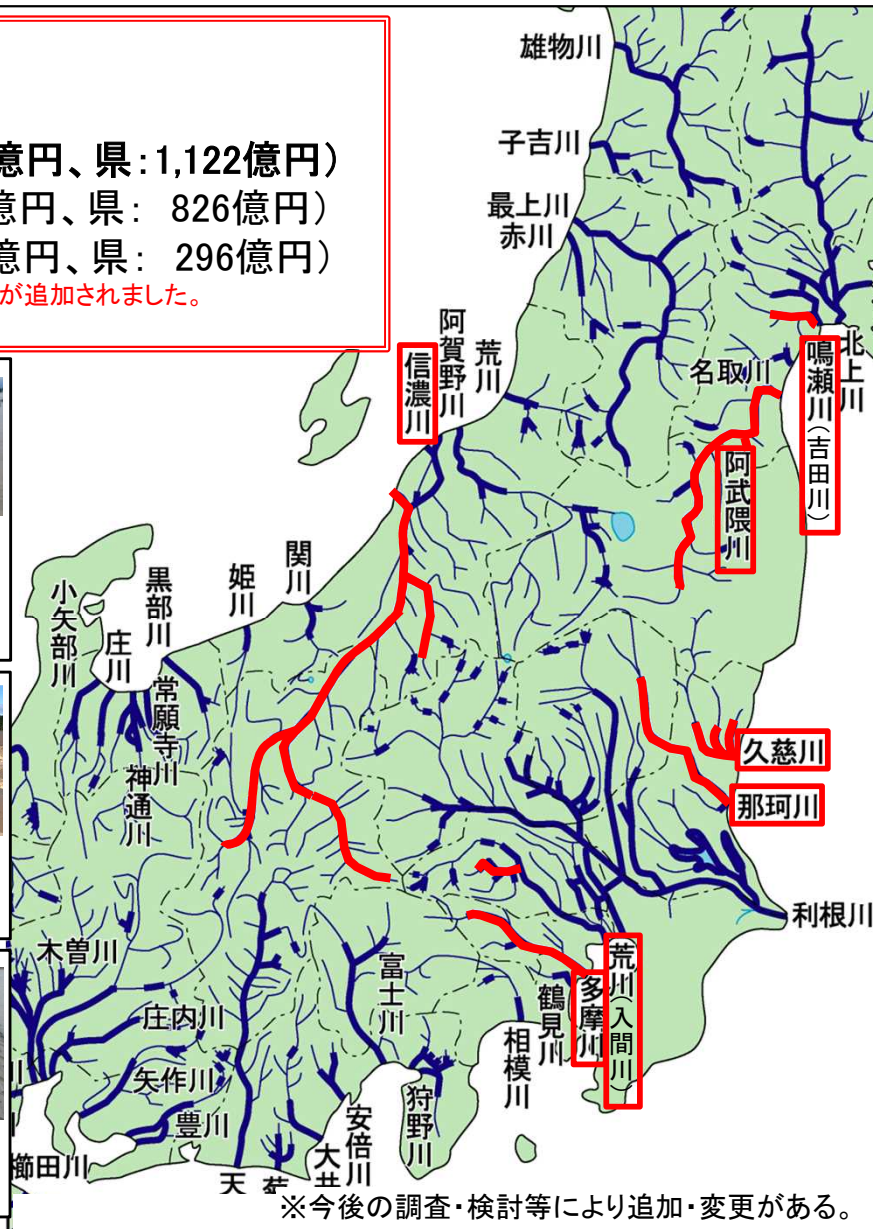 億円、県：1,122億円）
億円、県： 826億円）
億円、県： 296億円）
が追加されました。
雄物川
子吉川
最上川
赤川
荒川
阿賀野川
信濃川
名取川
北上川
鳴瀬川（吉田川）
阿武隈川
関川
姫川
黒部川
小矢部川
庄川
常願寺川
神通川
久慈川
那珂川
利根川
荒川（入間川）
多摩川
鶴見川
相模川
富士川
狩野川
安倍川
木曽川
庄内川
矢作川
豊川
櫛田川
天
大井
※今後の調査・検討等により追加・変更がある。